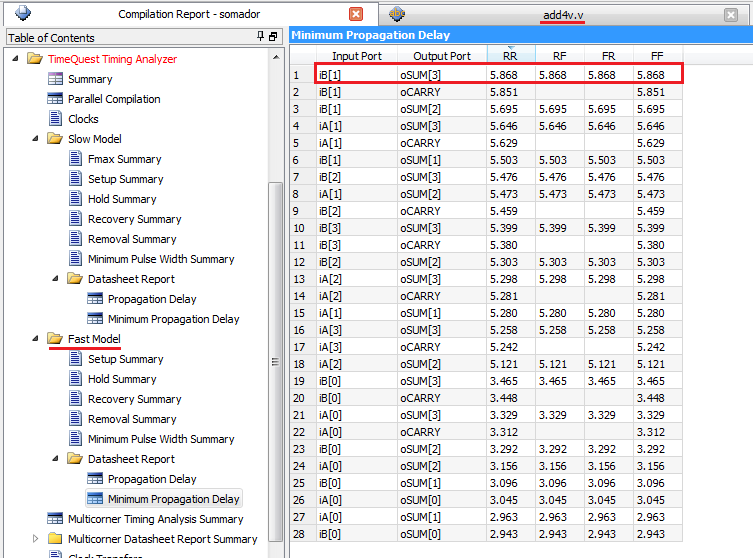 Compilation Report - somador
add4v.v
Table of Contents
TimeQuest Timing Analyzer
Summary
Parallel Compilation
Clocks
Slow Model
Fmax Summary
Setup Summary
Hold Summary
Recovery Summary
Removal Summary
Minimum Pulse Width Summary
Datasheet Report
Propagation Delay
Minimum Propagation Delay
Fast Model
Setup Summary
Hold Summary
Recovery Summary
Removal Summary
Minimum Pulse Width Summary
Datasheet Report
Propagation Delay
Minimum Propagation Delay
Multicorner Timing Analysis Summary
Multicorner Datasheet Report Summary
Clock Transfers
Minimum Propagation Delay
Input Port Output Port RR RF FR FF
1 iB[1] oSUM[3] 5.868 5.868 5.868 5.868
2 iB[1] oCARRY 5.851 5.851
3 iB[1] oSUM[2] 5.695 5.695 5.695 5.695
4 iA[1] oSUM[3] 5.646 5.646 5.646 5.646
5 iA[1] oCARRY 5.629 5.629
6 iB[1] oSUM[1] 5.503 5.503 5.503 5.503
7 iB[2] oSUM[3] 5.476 5.476 5.476 5.476
8 iA[1] oSUM[2] 5.473 5.473 5.473 5.473
9 iB[2] oCARRY 5.459 5.459
10 iB[3] oSUM[3] 5.399 5.399 5.399 5.399
11 iB[3] oCARRY 5.380 5.380
12 iB[2] oSUM[2] 5.303 5.303 5.303 5.303
13 iA[2] oSUM[3] 5.298 5.298 5.298 5.298
14 iA[2] oCARRY 5.281 5.281
15 iA[1] oSUM[1] 5.280 5.280 5.280 5.280
16 iA[3] oSUM[3] 5.258 5.258 5.258 5.258
17 iA[3] oCARRY 5.242 5.242
18 iA[2] oSUM[2] 5.121 5.121 5.121 5.121
19 iB[0] oSUM[3] 3.465 3.465 3.465 3.465
20 iB[0] oCARRY 3.448 3.448
21 iA[0] oSUM[3] 3.329 3.329 3.329 3.329
22 iA[0] oCARRY 3.312 3.312
23 iB[0] oSUM[2] 3.292 3.292 3.292 3.292
24 iA[0] oSUM[2] 3.156 3.156 3.156 3.156
25 iB[0] oSUM[1] 3.096 3.096 3.096 3.096
26 iA[0] oSUM[0] 3.045 3.045 3.045 3.045
27 iA[0] oSUM[1] 2.963 2.963 2.963 2.963
28 iB[0] oSUM[0] 2.943 2.943 2.943 2.943